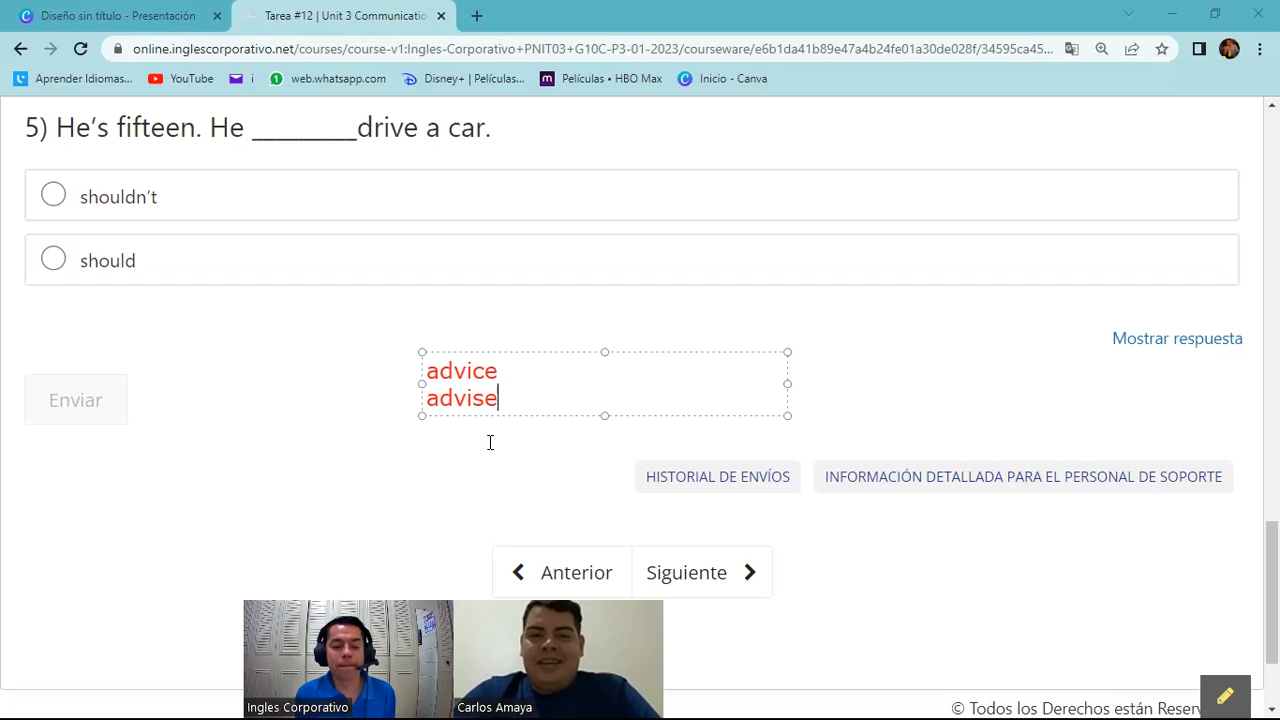 Diseño sin título - Presentación
Tarea #12 | Unit 3 Communicatio
online.inglescorporativo.net/courses/course-v1:Ingles-Corporativo+PNIT03+G10C-P3-01-2023/courseware/e6b1da41b89e47a4b24fe01a30de028f/34595ca45...
Aprender Idiomas...
YouTube
i
web.whatsapp.com
Disney+ | Películas...
Películas • HBO Max
Inicio - Canva
5) He’s fifteen. He _________drive a car.
shouldn’t
should
Mostrar respuesta
advice
advise
Enviar
HISTORIAL DE ENVÍOS
INFORMACIÓN DETALLADA PARA EL PERSONAL DE SOPORTE
Anterior
Siguiente
Ingles Corporativo
Carlos Amaya
© Todos los Derechos están Reser